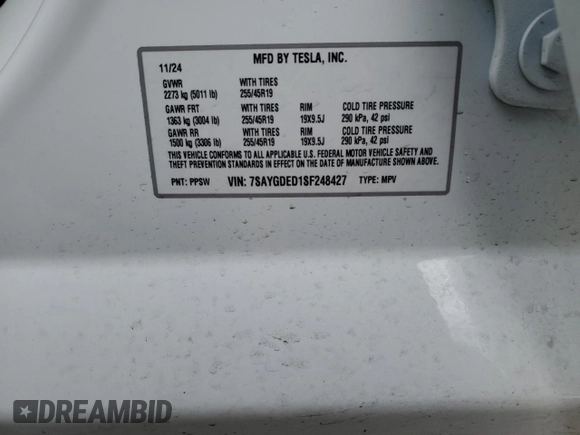 MFD BY TESLA, INC.
11/24
GVWR WITH TIRES
2273 kg (5011 lb) 255/45R19
GAWR FRT WITH TIRES RIM COLD TIRE PRESSURE
1363 kg (3004 lb) 255/45R19 19X9.5J 290 kPa, 42 psi
GAWR RR WITH TIRES RIM COLD TIRE PRESSURE
1500 kg (3306 lb) 255/45R19 19X9.5J 290 kPa, 42 psi
THIS VEHICLE CONFORMS TO ALL APPLICABLE U.S FEDERAL MOTOR VEHICLE SAFETY AND
THEFT PREVENTION STANDARDS IN EFFECT ON THE DATE OF MANUFACTURE SHOWN ABOVE.
PNT: PPSW VIN: 7SAYGDED1SF248427 TYPE: MPV
DREAMBID